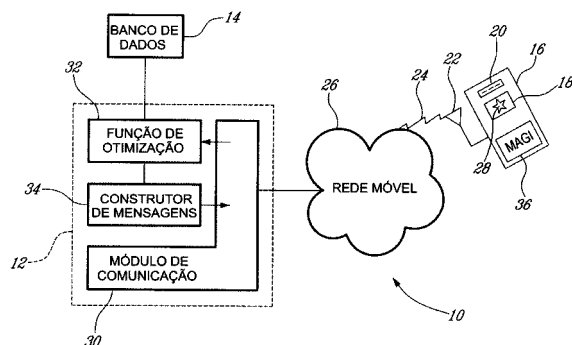 BANCO DE
DADOS
14
32
FUNÇÃO DE
OTIMIZAÇÃO
34
CONSTRUTOR
DE MENSAGENS
12
MÓDULO DE
COMUNICAÇÃO
30
26
REDE MÓVEL
24
22
20
16
18
28
MAGI
36
10